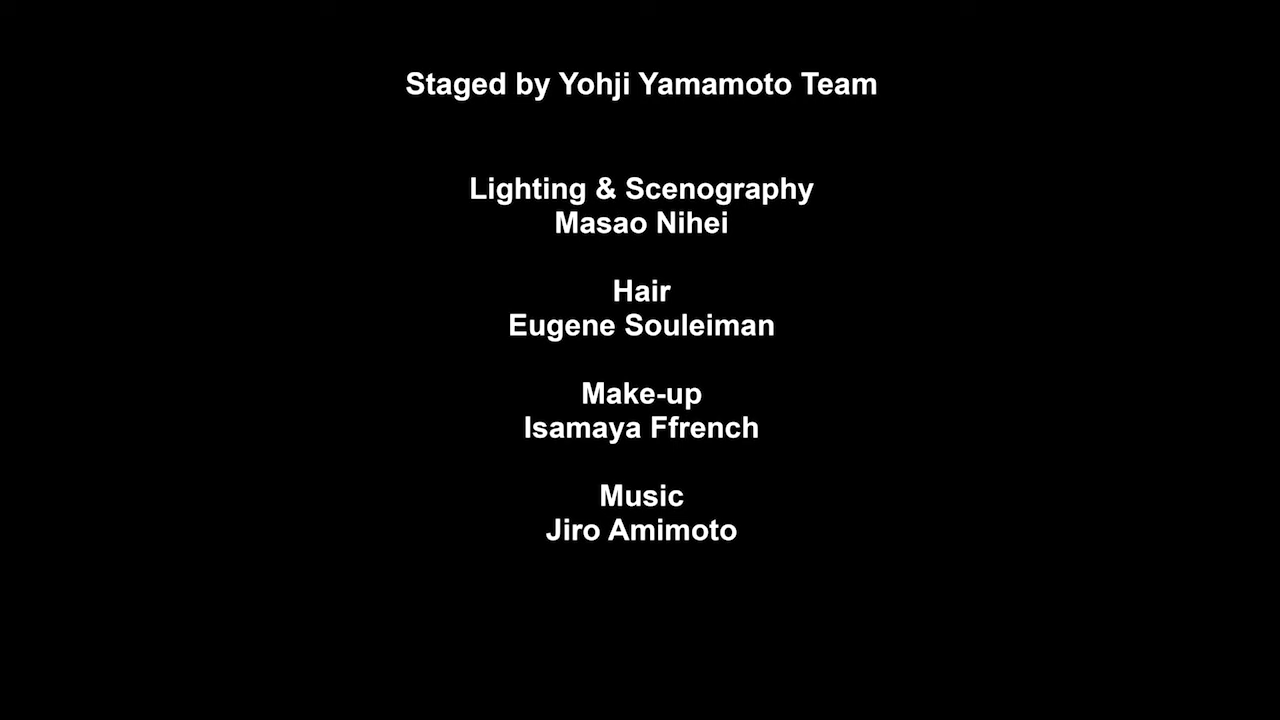 Staged by Yohji Yamamoto Team
Lighting & Scenography
Masao Nihei
Hair
Eugene Souleiman
Make-up
Isamaya Ffrench
Music
Jiro Amimoto